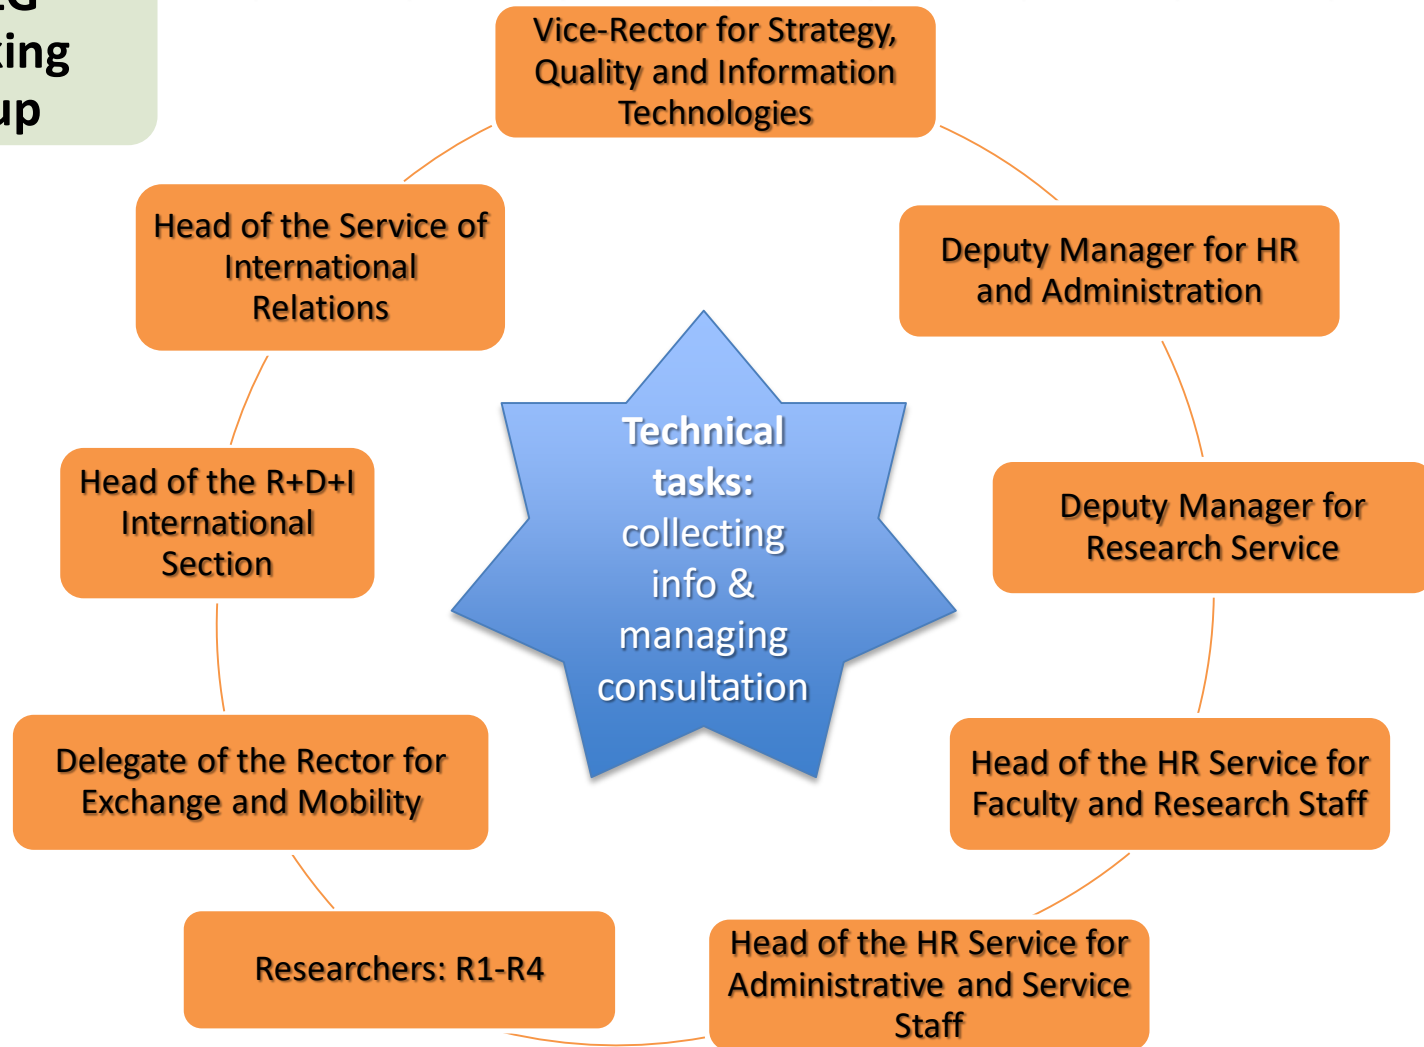 Vice-Rector for Strategy,
Quality and Information
Technologies
Head of the Service of
International
Relations
Deputy Manager for HR
and Administration
Technical
tasks:
collecting
info &
managing
consultation
Head of the R+D+I
International
Section
Deputy Manager for
Research Service
Delegate of the Rector for
Exchange and Mobility
Head of the HR Service for
Faculty and Research Staff
Researchers: R1-R4
Head of the HR Service for
Administrative and Service
Staff